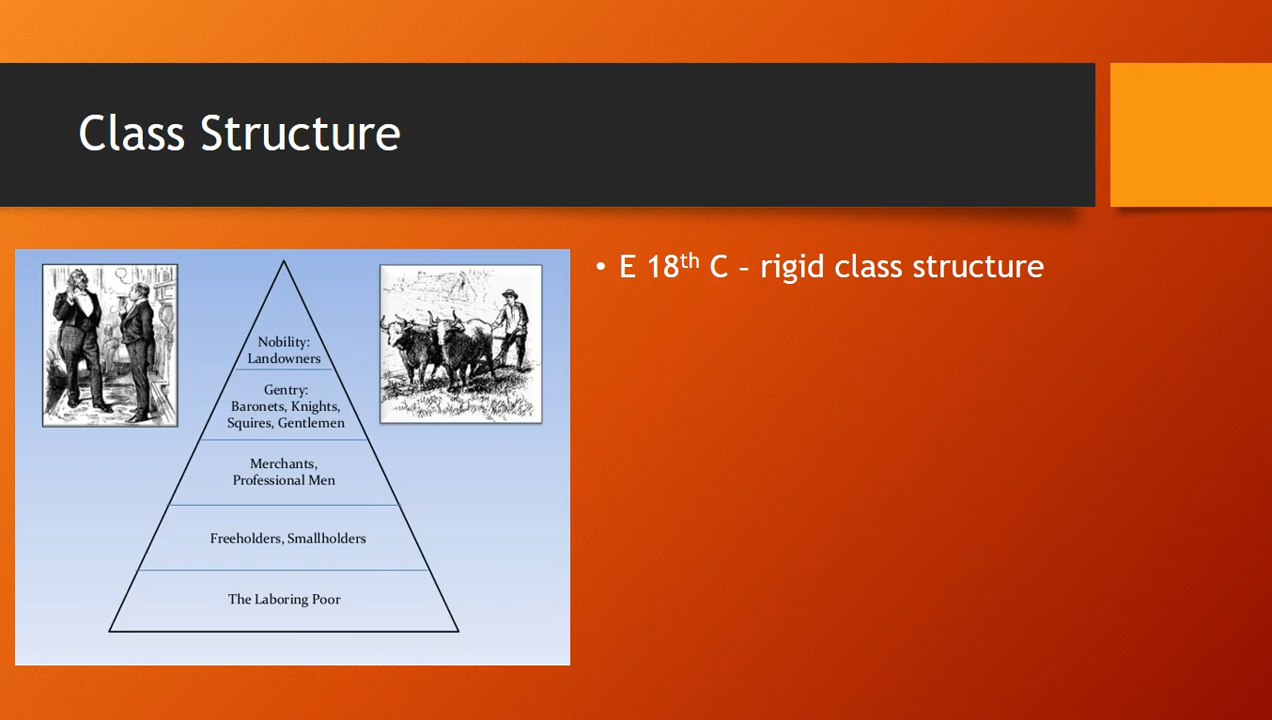 Class Structure
Nobility:
Landowners
Gentry:
Baronets, Knights,
Squires, Gentlemen
Merchants,
Professional Men
Freeholders, Smallholders
The Laboring Poor
• E 18th C – rigid class structure